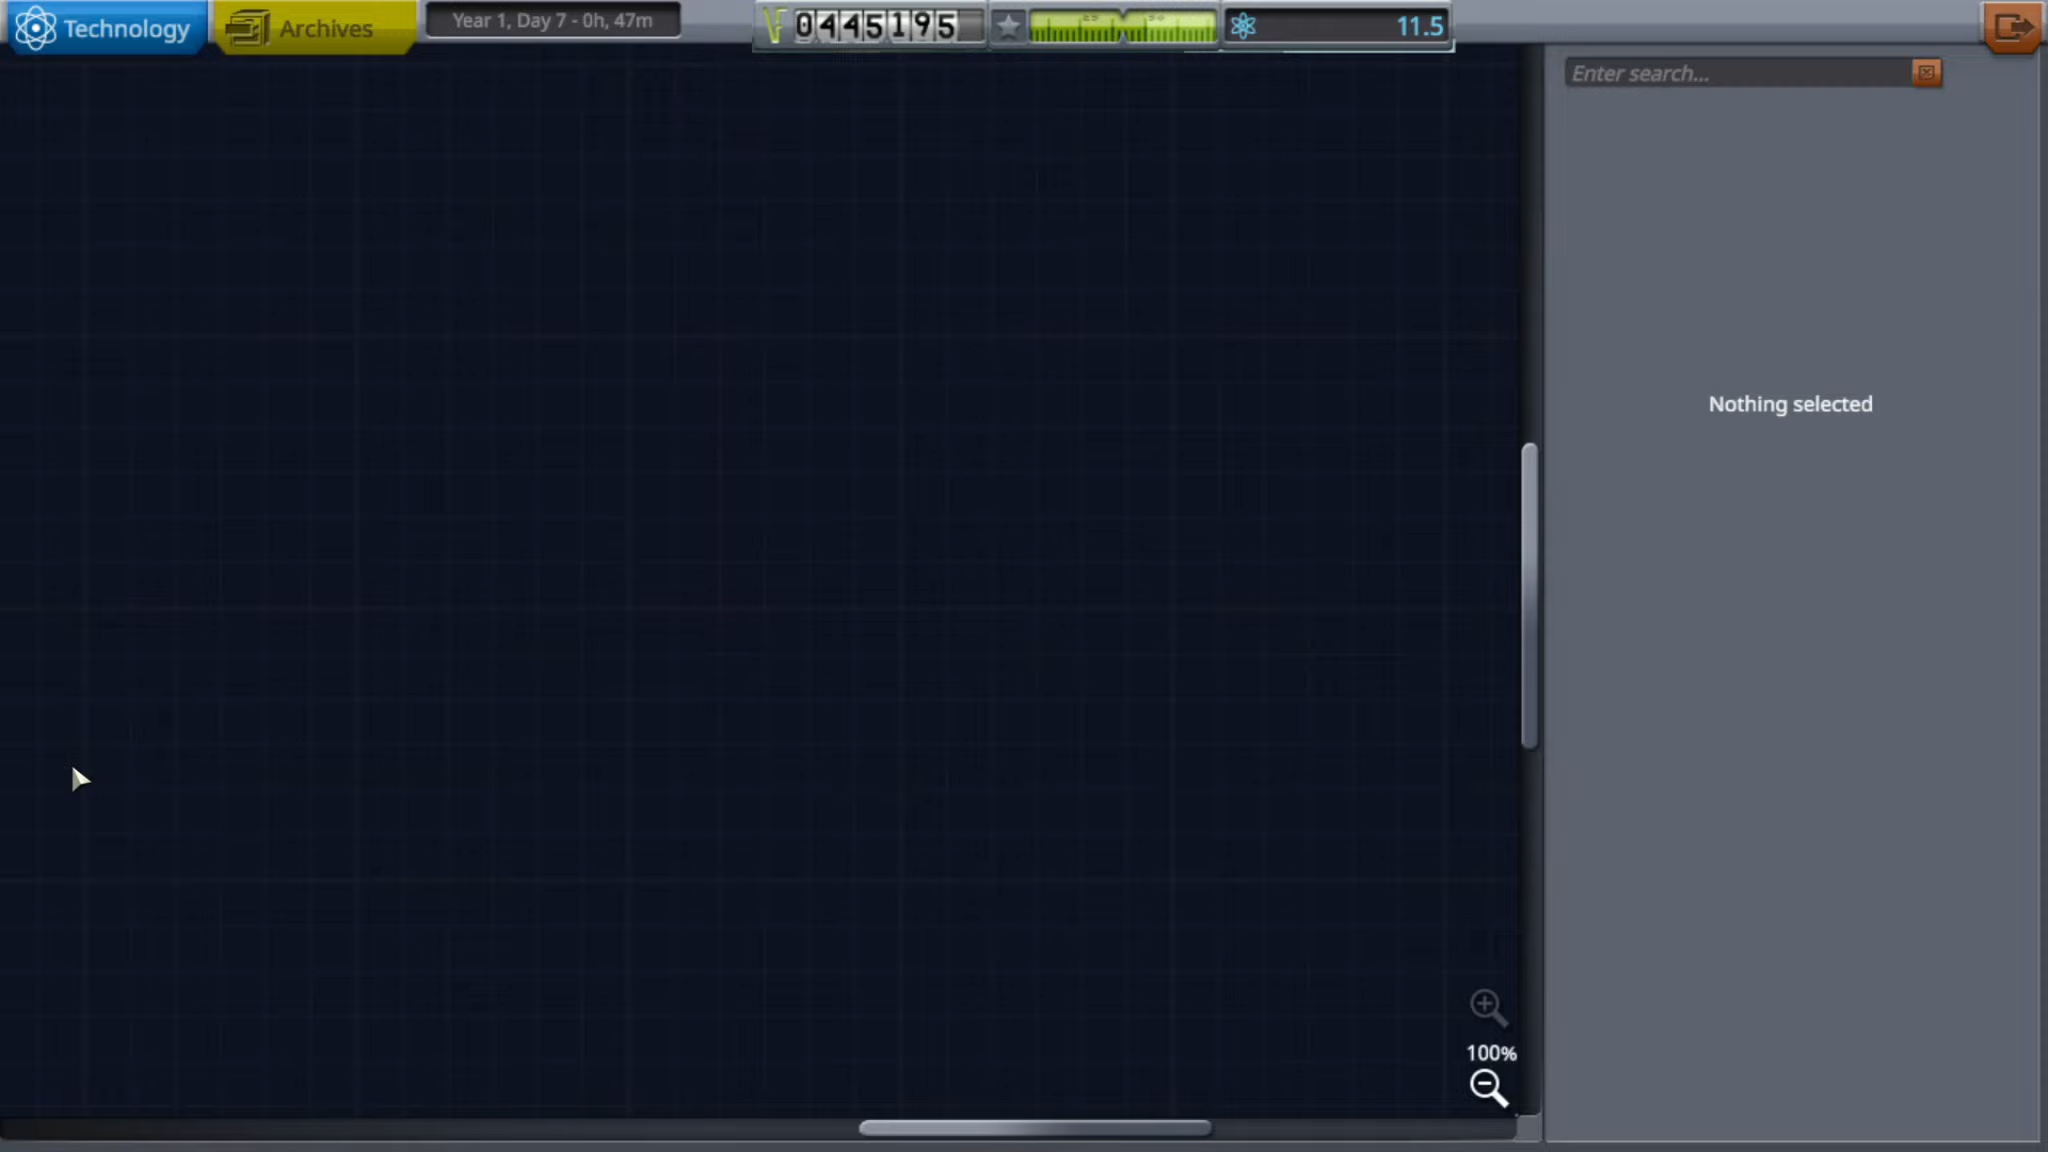 Technology
Archives
Year 1, Day 7 - 0h, 47m
0445195
11.5
Enter search...
Nothing selected
100%